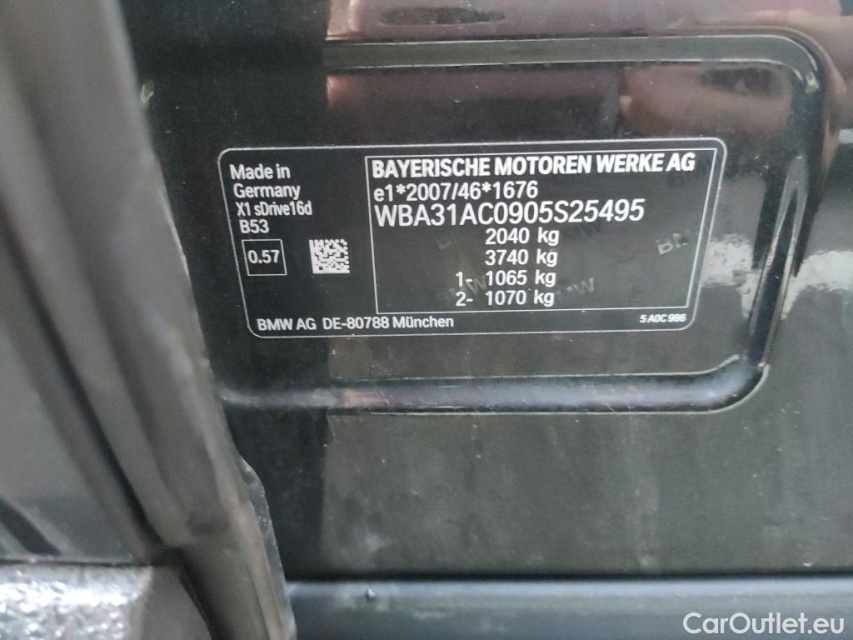 Made in
Germany
X1 sDrive16d
B53
0.57
BAYERISCHE MOTOREN WERKE AG
e1*2007/46*1676
WBA31AC0905S25495
2040 kg
3740 kg
1- 1065 kg
2- 1070 kg
BMW AG DE-80788 München
5 A0C 986
CarOutlet.eu